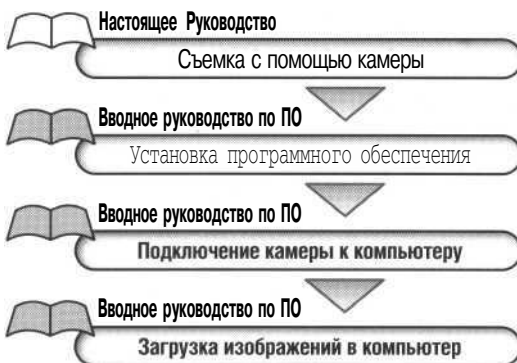 Настоящее Руководство
Съемка с помощью камеры
Вводное руководство по ПО
Установка программного обеспечения
Вводное руководство по ПО
Подключение камеры к компьютеру
Вводное руководство по ПО
Загрузка изображений в компьютер